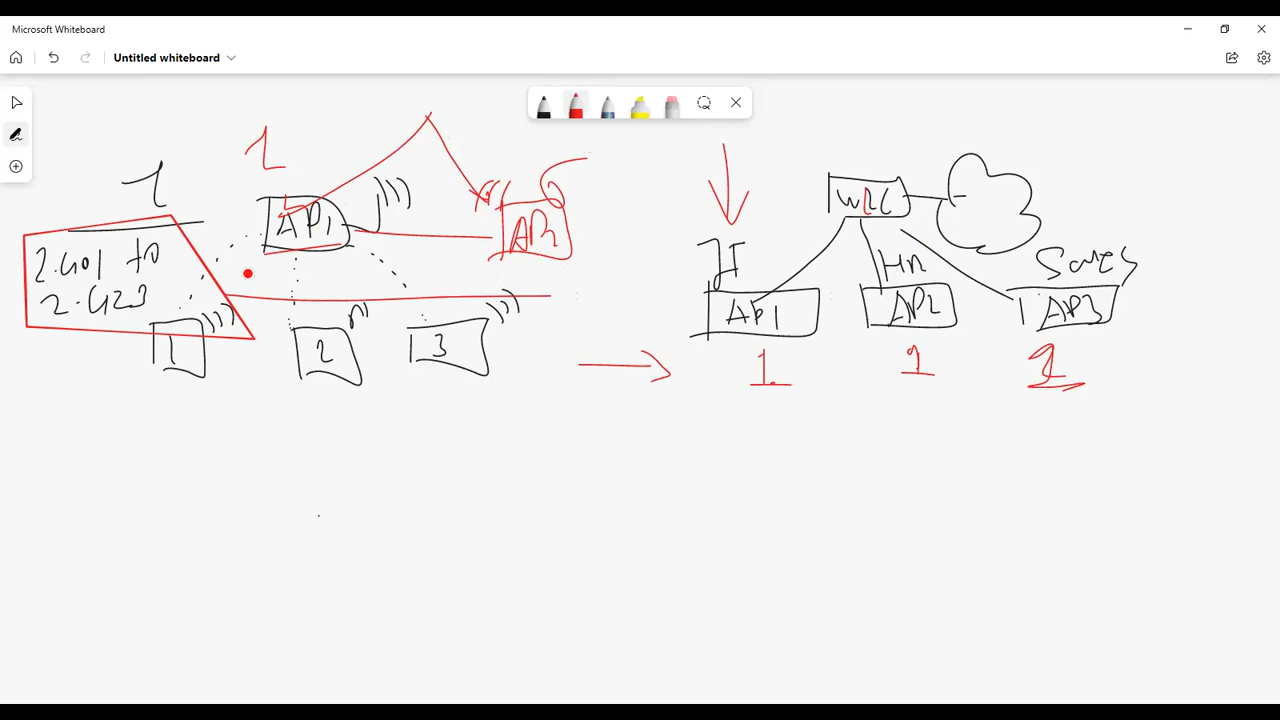 Microsoft Whiteboard
Untitled whiteboard
1
1
AP1
AP2
2.401 to
2.423
1
2
3
WLC
IT
HR
Sales
AP1
AP2
AP3
1
1
1